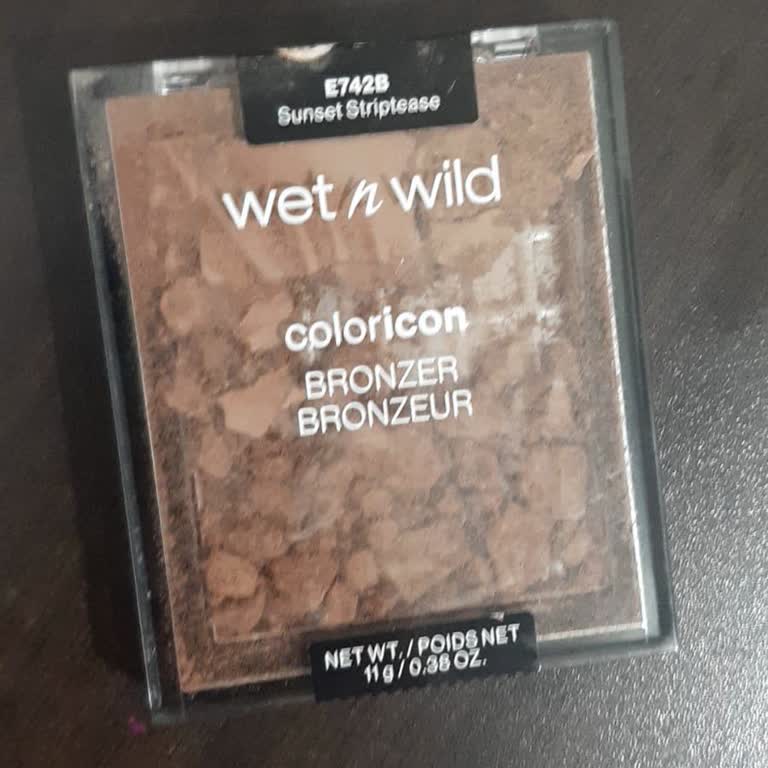 E742B
Sunset Striptease
wet n wild
coloricon
BRONZER
BRONZEUR
NET WT. / POIDS NET
11 g / 0.38 OZ.